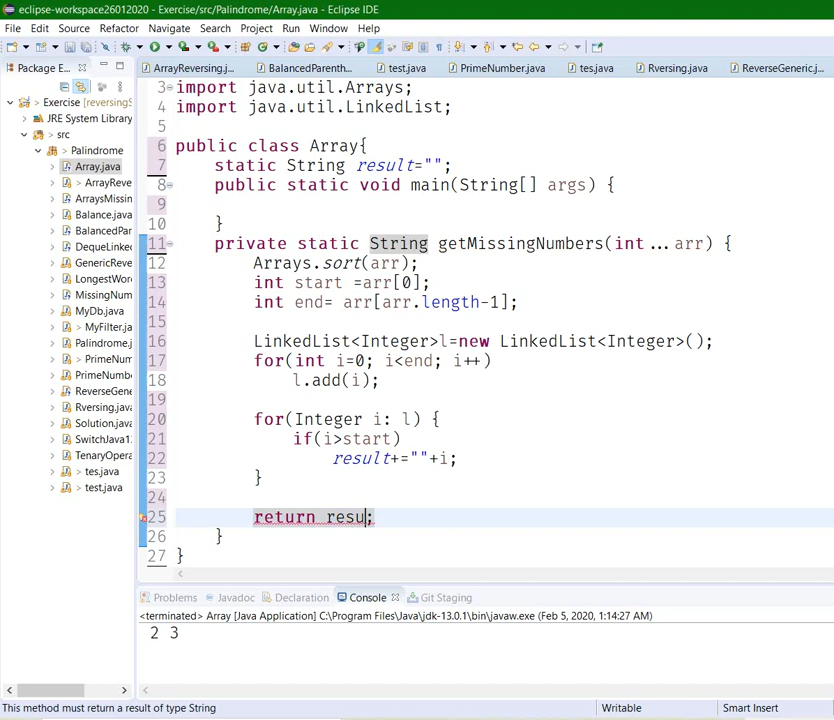 eclipse-workspace26012020 - Exercise/src/Palindrome/Array.java - Eclipse IDE
File Edit Source Refactor Navigate Search Project Run Window Help
Package E... ArrayReversing.j... BalancedParenth... test.java PrimeNumber.java tes.java Rversing.java ReverseGeneric.j...
Exercise [reversingS
JRE System Library
src
Palindrome
Array.java
ArrayReve
ArraysMissin
Balance.java
BalancedPar
DequeLinked
GenericRever
LongestWor
MissingNum
MyDb.java
MyFilter.jav
Palindrome.j
PrimeNum
PrimeNumbe
ReverseGene
Rversing.java
Solution.java
SwitchJava1
TenaryOpera
tes.java
test.java
3 import java.util.Arrays;
4 import java.util.LinkedList;
5
6 public class Array{
7 static String result="";
8 public static void main(String[] args) {
9
10 }
11 private static String getMissingNumbers(int...arr) {
12 Arrays.sort(arr);
13 int start =arr[0];
14 int end= arr[arr.length-1];
15
16 LinkedList<Integer>l=new LinkedList<Integer>();
17 for(int i=0; i<end; i++)
18 l.add(i);
19
20 for(Integer i: l) {
21 if(i>start)
22 result+=""+i;
23 }
24
25 return resu;
26 }
27 }
Problems Javadoc Declaration Console Git Staging
<terminated> Array [Java Application] C:\Program Files\Java\jdk-13.0.1\bin\javaw.exe (Feb 5, 2020, 1:14:27 AM)
2 3
This method must return a result of type String Writable Smart Insert